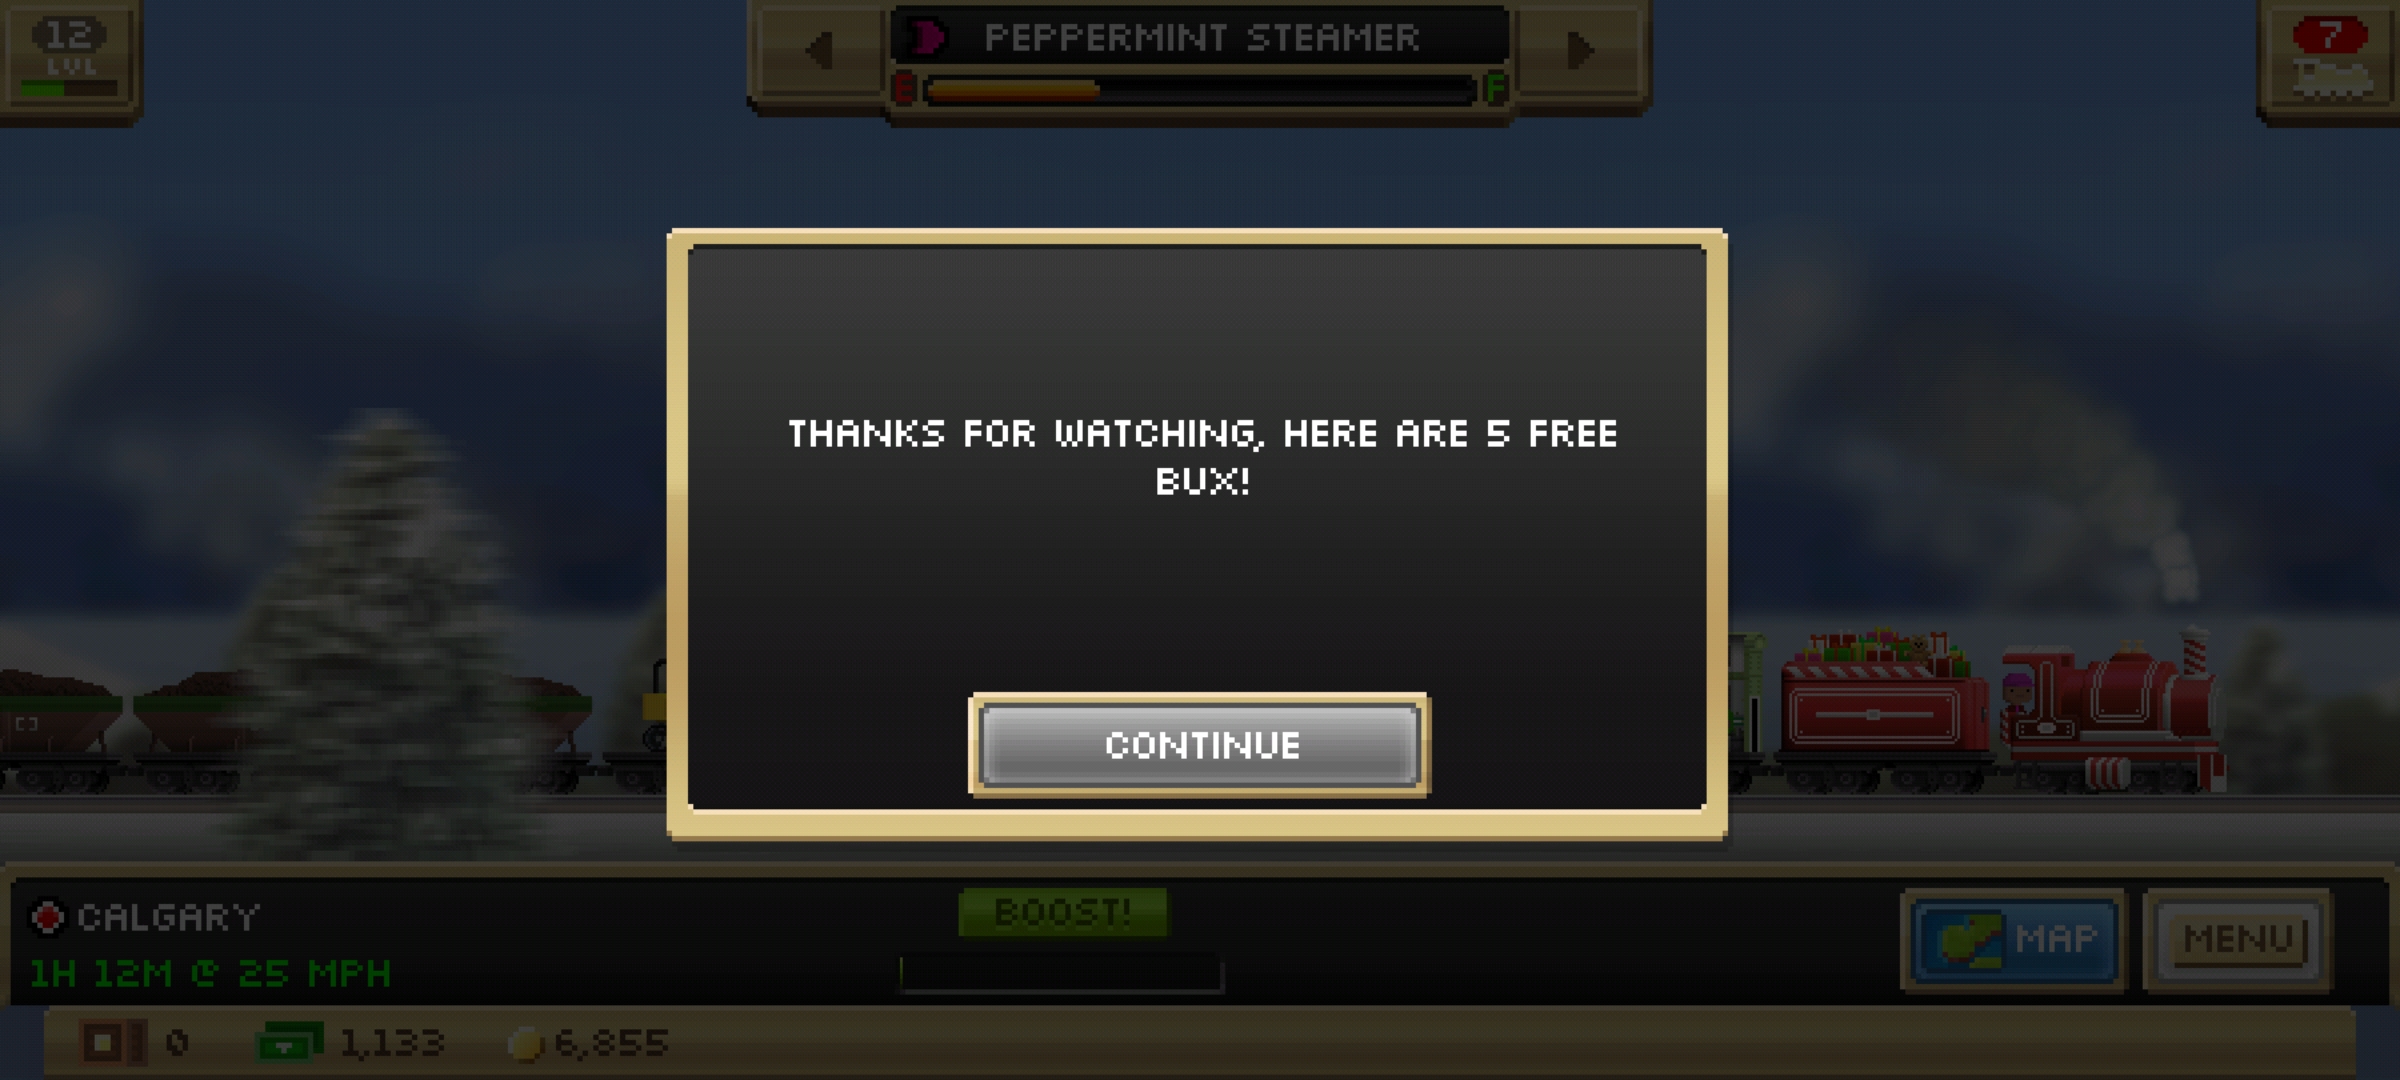 12
LVL
PEPPERMINT STEAMER
E
F
7
THANKS FOR WATCHING, HERE ARE 5 FREE
BUX!
CONTINUE
CALGARY
1H 12M @ 25 MPH
BOOST!
MAP
MENU
0
1,133
6,855